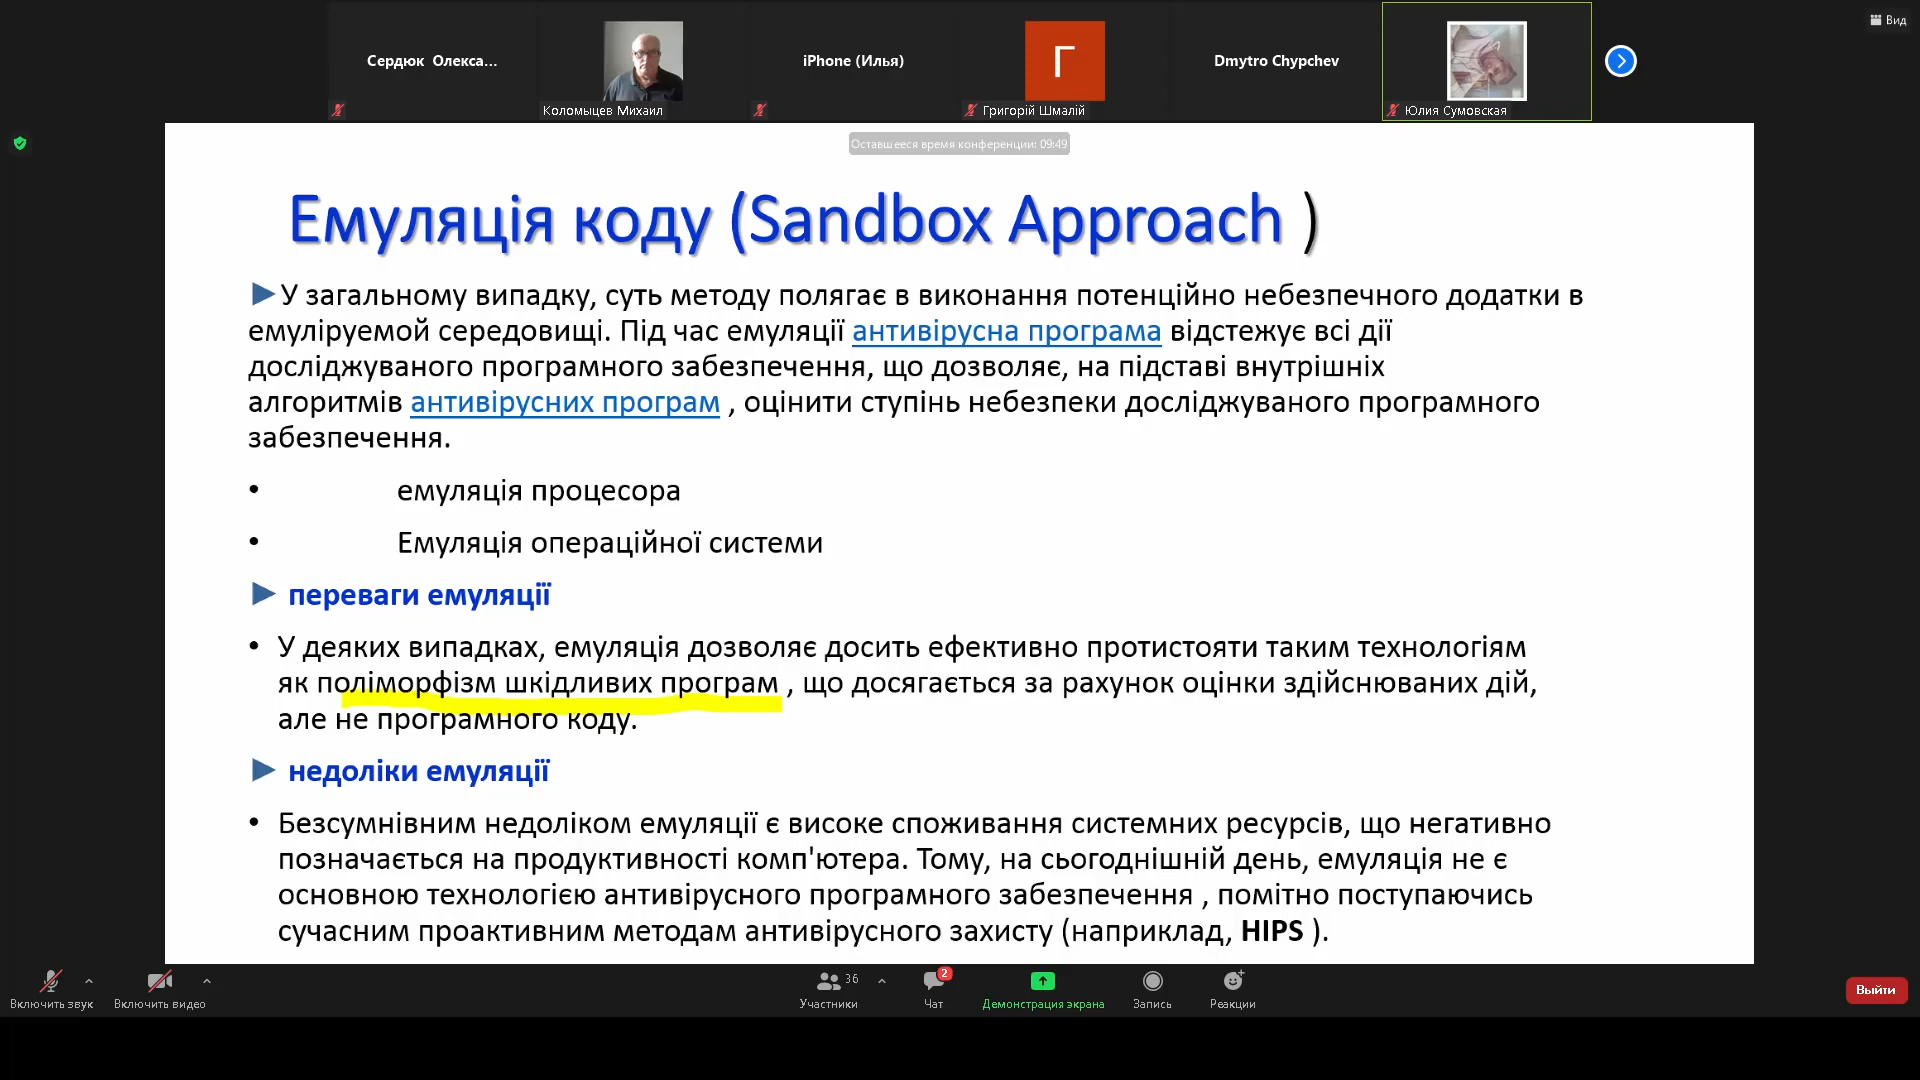 Вид
Сердюк Олекса...
Коломыцев Михаил
iPhone (Илья)
Г
Григорій Шмалій
Dmytro Chypchev
Юлия Сумовская
Оставшееся время конференции: 09:49
Емуляція коду (Sandbox Approach )
►У загальному випадку, суть методу полягає в виконання потенційно небезпечного додатки в
емуліруемой середовищі. Під час емуляції антивірусна програма відстежує всі дії
досліджуваного програмного забезпечення, що дозволяє, на підставі внутрішніх
алгоритмів антивірусних програм , оцінити ступінь небезпеки досліджуваного програмного
забезпечення.
• емуляція процесора
• Емуляція операційної системи
► переваги емуляції
• У деяких випадках, емуляція дозволяє досить ефективно протистояти таким технологіям
як поліморфізм шкідливих програм , що досягається за рахунок оцінки здійснюваних дій,
але не програмного коду.
► недоліки емуляції
• Безсумнівним недоліком емуляції є високе споживання системних ресурсів, що негативно
позначається на продуктивності комп'ютера. Тому, на сьогоднішній день, емуляція не є
основною технологією антивірусного програмного забезпечення , помітно поступаючись
сучасним проактивним методам антивірусного захисту (наприклад, HIPS ).
Включить звук
Включить видео
36
Участники
2
Чат
Демонстрация экрана
Запись
Реакции
Выйти